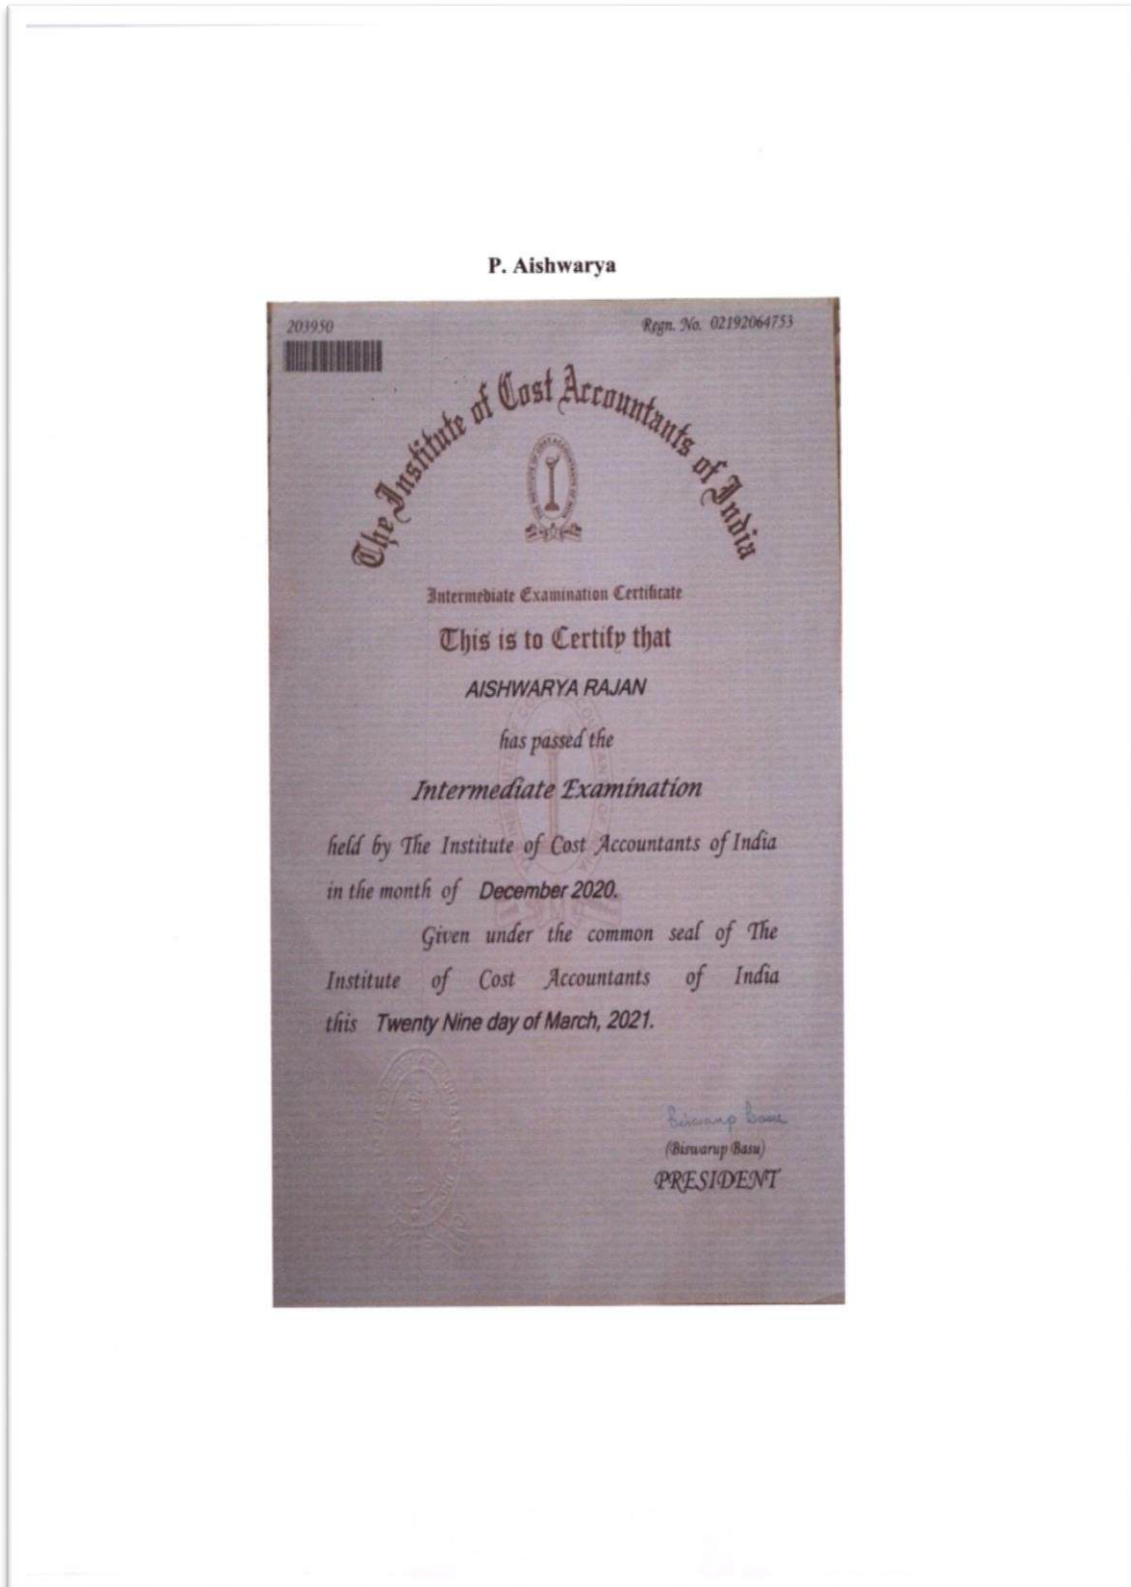 P. Aishwarya
203950
Regn. No. 02192064753
The Institute of Cost Accountants of India
Intermediate Examination Certificate
This is to Certify that
AISHWARYA RAJAN
has passed the
Intermediate Examination
held by The Institute of Cost Accountants of India
in the month of December 2020.
Given under the common seal of The
Institute of Cost Accountants of India
this Twenty Nine day of March, 2021.
Biswarup Basu
(Biswarup Basu)
PRESIDENT